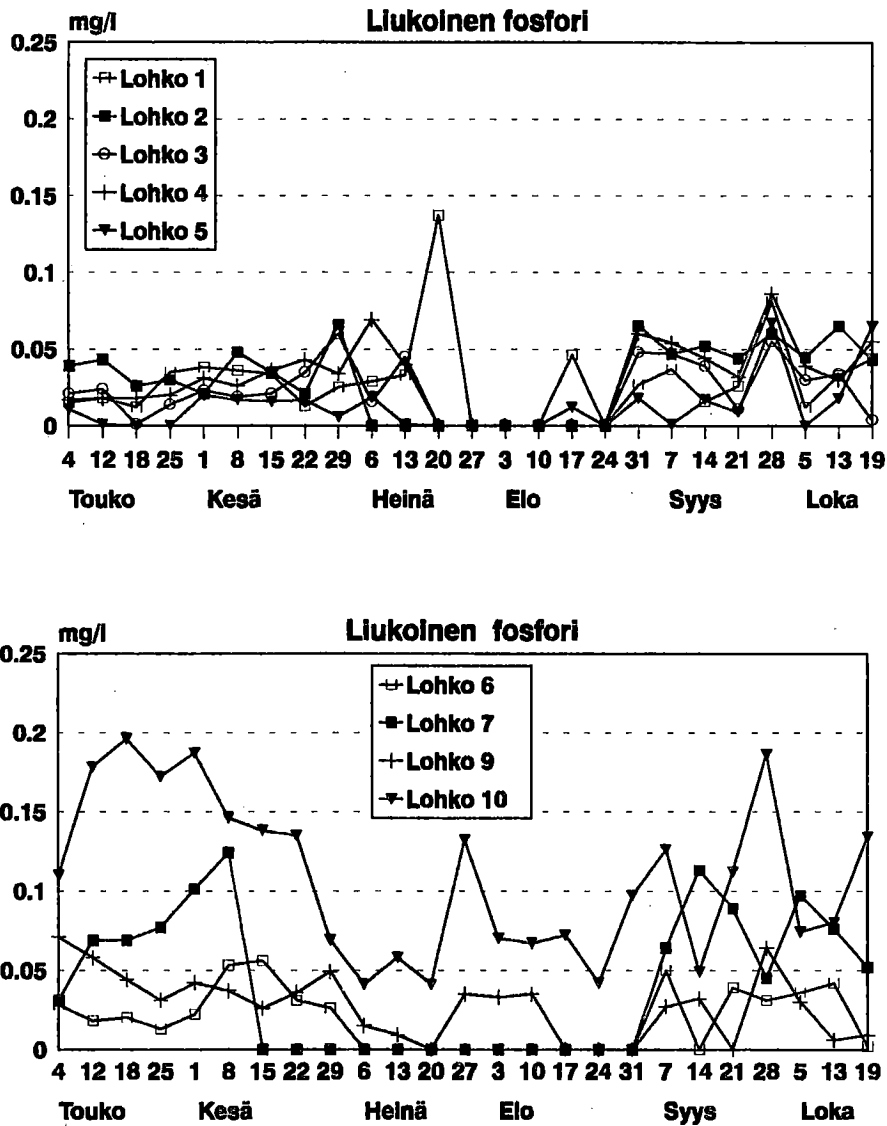 mg/l Liukoinen fosfori
0.25
0.2
0.15
0.1
0.05
0
Lohko 1
Lohko 2
Lohko 3
Lohko 4
Lohko 5
4 12 18 25 1 8 15 22 29 6 13 20 27 3 10 17 24 31 7 14 21 28 5 13 19
Touko Kesä Heinä Elo Syys Loka
mg/l Liukoinen fosfori
0.25
0.2
0.15
0.1
0.05
0
Lohko 6
Lohko 7
Lohko 9
Lohko 10
4 12 18 25 1 8 15 22 29 6 13 20 27 3 10 17 24 31 7 14 21 28 5 13 19
Touko Kesä Heinä Elo Syys Loka